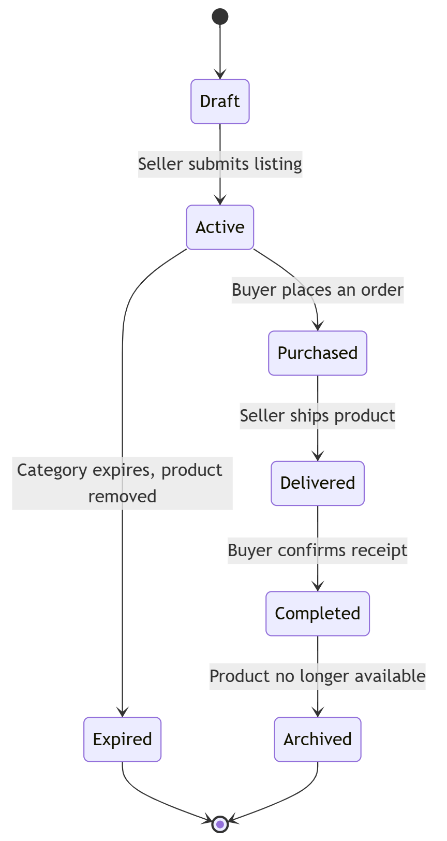 Draft
Seller submits listing
Active
Buyer places an order
Purchased
Seller ships product
Category expires, product
removed
Delivered
Buyer confirms receipt
Completed
Product no longer available
Expired
Archived